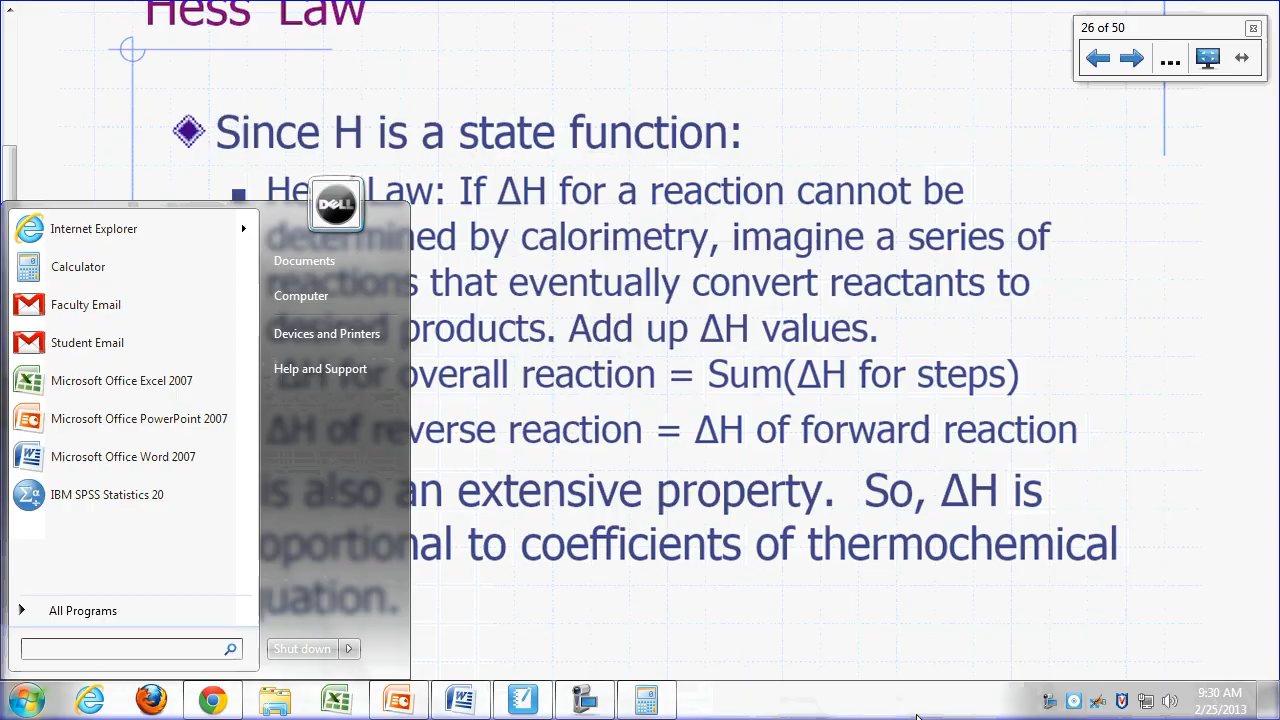 Hess' Law
26 of 50
Since H is a state function:
Law: If ΔH for a reaction cannot be
determined by calorimetry, imagine a series of
reactions that eventually convert reactants to
desired products. Add up ΔH values.
ΔH for overall reaction = Sum(ΔH for steps)
ΔH of reverse reaction = ΔH of forward reaction
is also an extensive property.  So, ΔH is
to coefficients of thermochemical
DELL
Internet Explorer
Calculator
Faculty Email
Student Email
Microsoft Office Excel 2007
Microsoft Office PowerPoint 2007
Microsoft Office Word 2007
IBM SPSS Statistics 20
All Programs
Documents
Computer
Devices and Printers
Help and Support
Shut down
9:30 AM
2/25/2013